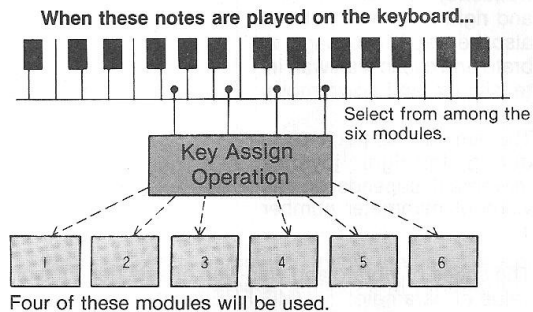 When these notes are played on the keyboard...
Select from among the
six modules.
Key Assign
Operation
1
2
3
4
5
6
Four of these modules will be used.